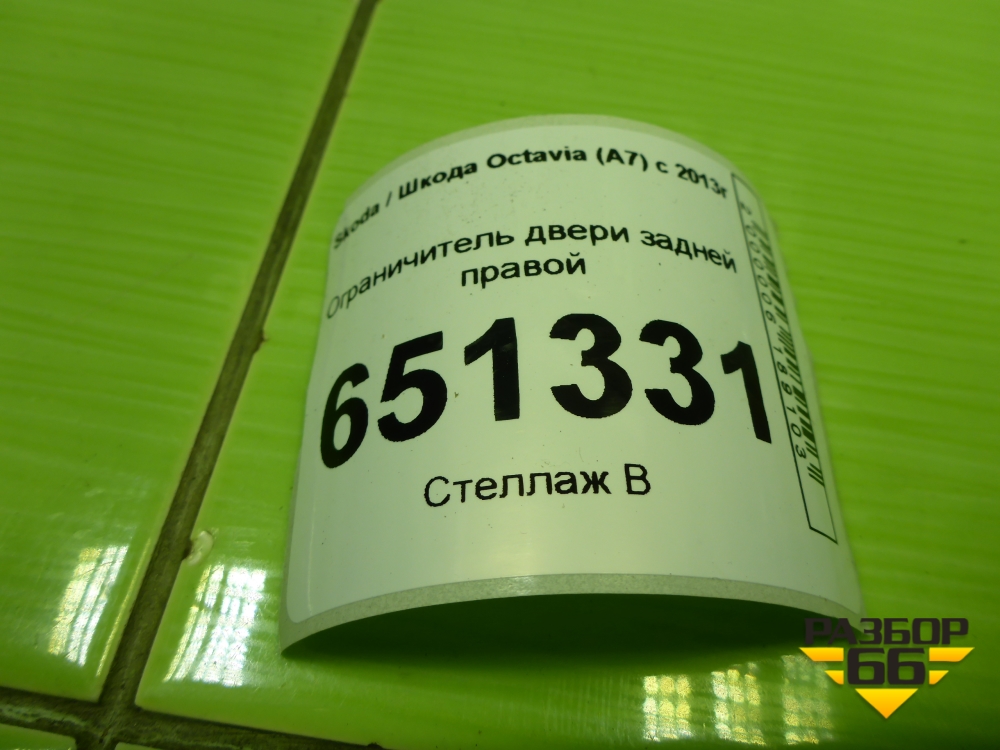 Skoda / Шкода Octavia (A7) с 2013г
Ограничитель двери задней
правой
651331
Стеллаж В
РАЗБОР
66